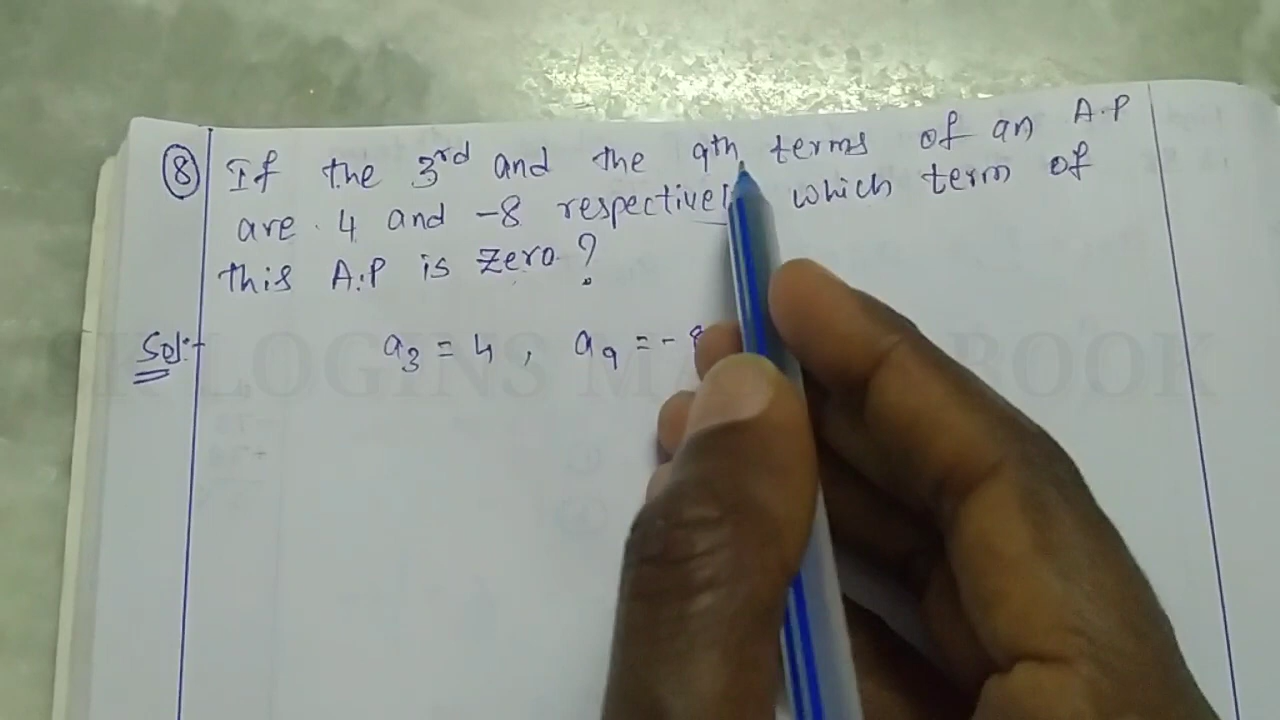 8 If the 3rd and the 9th terms of an A.P
are 4 and -8 respectively which term of
this A.P is zero ?
Sol:- a3 = 4 , a9 = -8